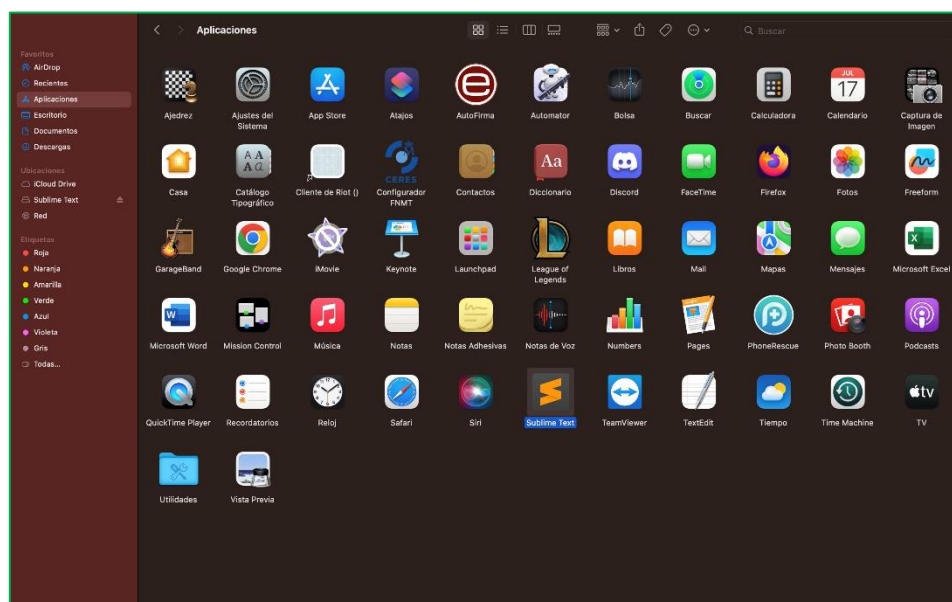 Aplicaciones
Buscar
Favoritos
AirDrop
Recientes
Aplicaciones
Escritorio
Documentos
Descargas
Ubicaciones
iCloud Drive
Sublime Text
Red
Etiquetas
Roja
Naranja
Amarilla
Verde
Azul
Violeta
Gris
Todas...
Ajedrez
Ajustes del
Sistema
App Store
Atajos
AutoFirma
Automator
Bolsa
Buscar
Calculadora
JUL
17
Calendario
Captura de
Imagen
Casa
Catálogo
Tipográfico
Cliente de Riot ()
CERES
Configurador
FNMT
Contactos
Aa
Diccionario
Discord
FaceTime
Firefox
Fotos
Freeform
GarageBand
Google Chrome
iMovie
Keynote
Launchpad
League of
Legends
Libros
Mail
Mapas
Mensajes
Microsoft Excel
Microsoft Word
Mission Control
Música
Notas
Notas Adhesivas
Notas de Voz
Numbers
Pages
PhoneRescue
Photo Booth
Podcasts
QuickTime Player
Recordatorios
Reloj
Safari
Siri
Sublime Text
TeamViewer
TextEdit
Tiempo
Time Machine
tv
TV
Utilidades
Vista Previa